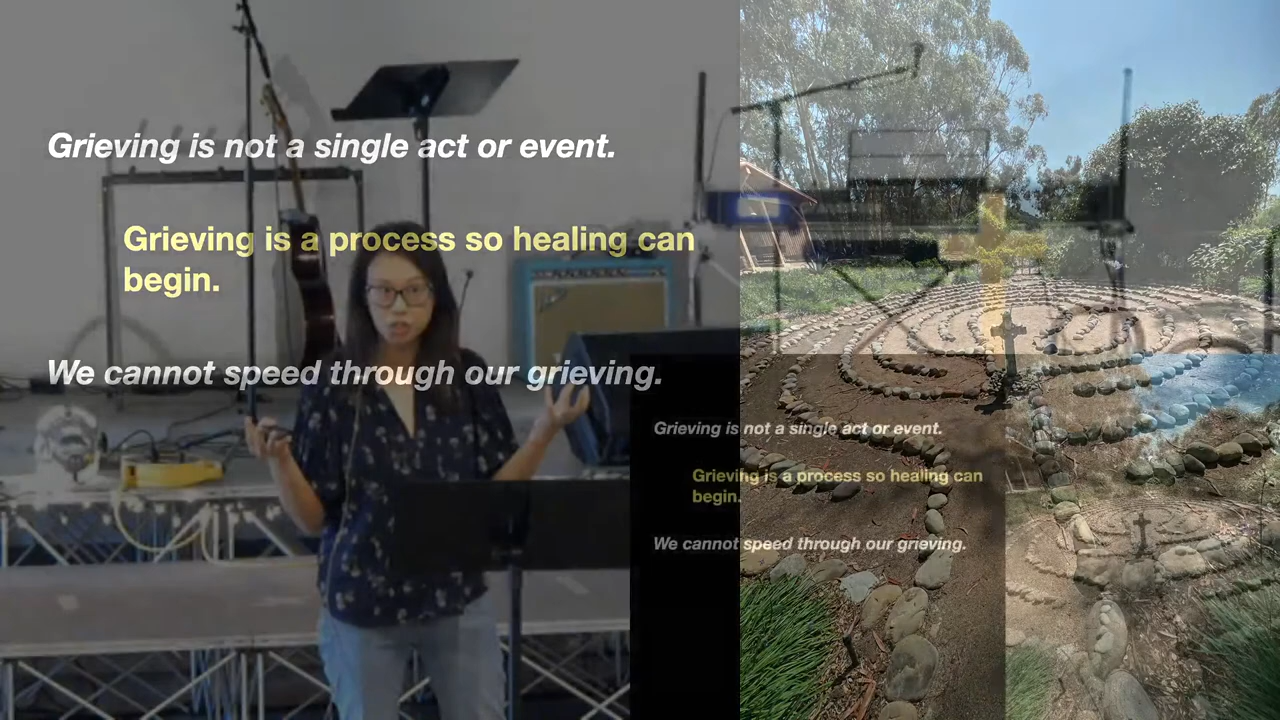 Grieving is not a single act or event.
Grieving is a process so healing can
begin.
We cannot speed through our grieving.
Grieving is not a single act or event.
Grieving is a process so healing can
begin.
We cannot speed through our grieving.